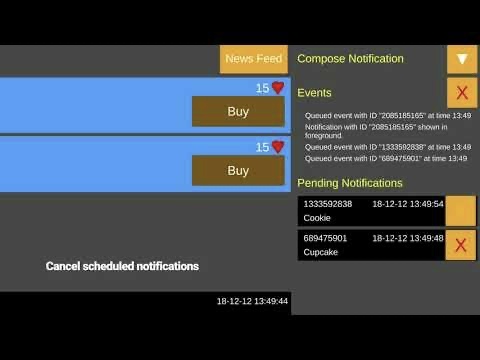 News Feed
15
Buy
15
Buy
Cancel scheduled notifications
18-12-12 13:49:44
Compose Notification
▼
Events
X
Queued event with ID "2085185165" at time 13:49
Notification with ID "2085185165" shown in
foreground.
Queued event with ID "1333592838" at time 13:49
Queued event with ID "689475901" at time 13:49
Pending Notifications
1333592838 18-12-12 13:49:54
Cookie
689475901 18-12-12 13:49:48
Cupcake
X